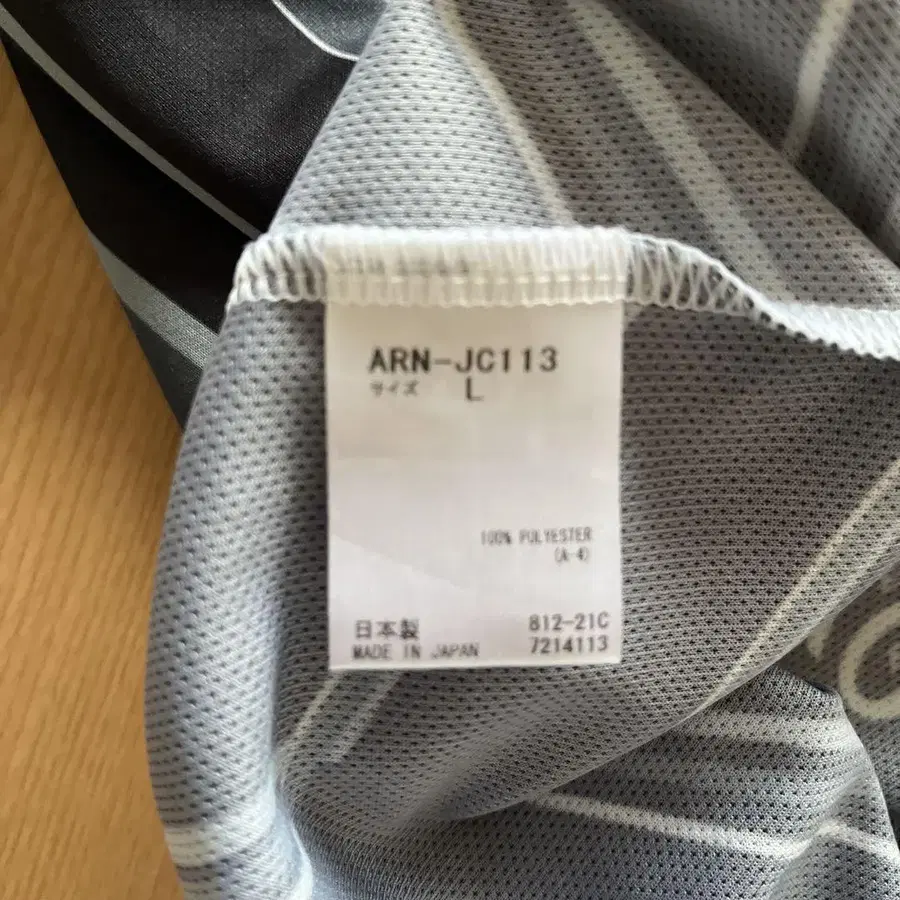 ARN-JC113
サイズ L
100% POLYESTER
(A-4)
日本製 812-21C
MADE IN JAPAN 7214113